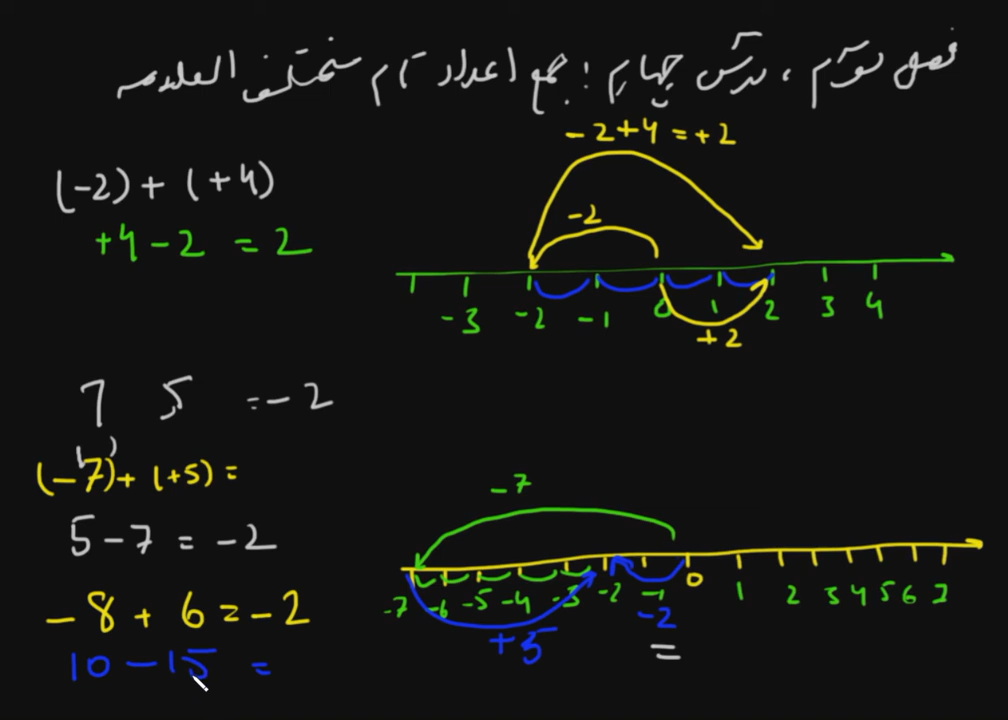 فصل سوم، درس چهارم: جمع اعداد تام مختلف العلامه
(-2) + (+4)
+4 - 2 = 2
-2+4=+2
-2
-3 -2 -1 0 1 2 3 4
+2
7 5 =-2
(-7) + (+5) =
5 - 7 = -2
-8 + 6 = -2
10 - 15 =
-7
-7 -6 -5 -4 -3 -2 -1 0 1 2 3 4 5 6 7
+5
-2
=